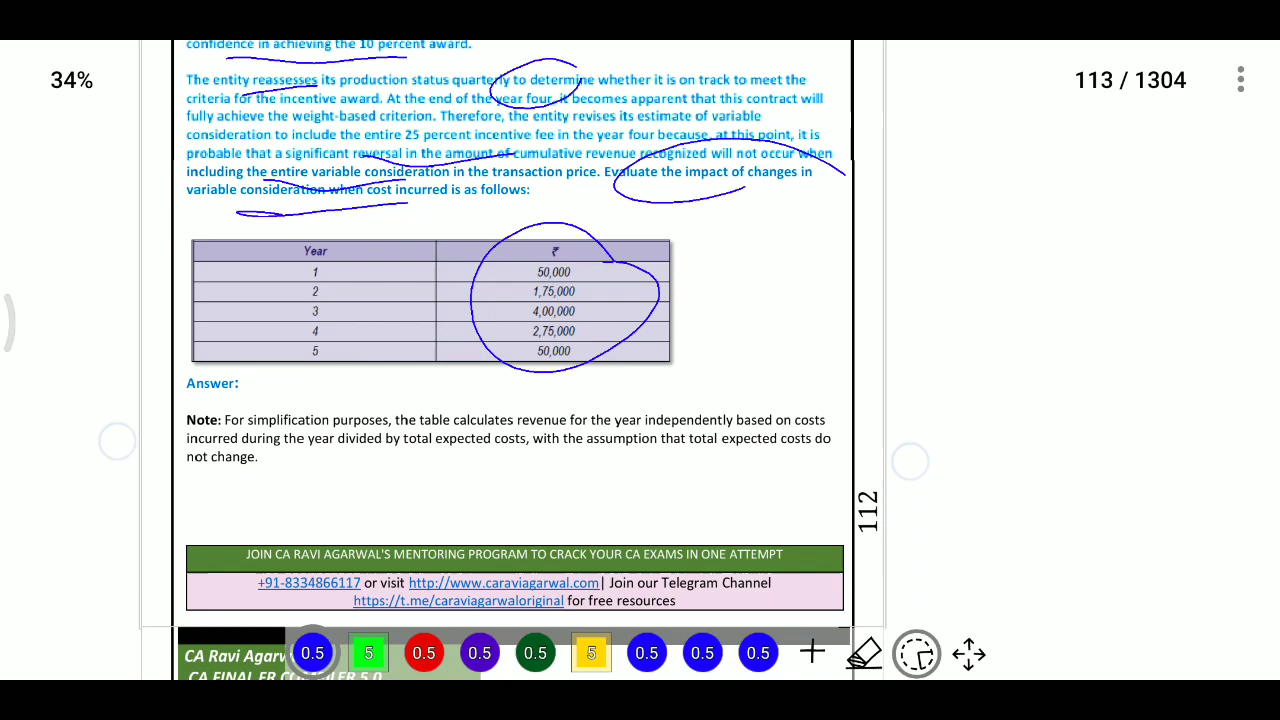 confidence in achieving the 10 percent award.
34%
113 / 1304
The entity reassesses its production status quarterly to determine whether it is on track to meet the
criteria for the incentive award. At the end of the year four, it becomes apparent that this contract will
fully achieve the weight-based criterion. Therefore, the entity revises its estimate of variable
consideration to include the entire 25 percent incentive fee in the year four because, at this point, it is
probable that a significant reversal in the amount of cumulative revenue recognized will not occur when
including the entire variable consideration in the transaction price. Evaluate the impact of changes in
variable consideration when cost incurred is as follows:
Year ₹
1 50,000
2 1,75,000
3 4,00,000
4 2,75,000
5 50,000
Answer:
Note: For simplification purposes, the table calculates revenue for the year independently based on costs
incurred during the year divided by total expected costs, with the assumption that total expected costs do
not change.
112
JOIN CA RAVI AGARWAL'S MENTORING PROGRAM TO CRACK YOUR CA EXAMS IN ONE ATTEMPT
+91-8334866117 or visit http://www.caraviagarwal.com| Join our Telegram Channel
https://t.me/caraviagarwaloriginal for free resources
CA Ravi Agarw
CA FINAL FR COMPILER 5.0
0.5 5 0.5 0.5 0.5 5 0.5 0.5 0.5